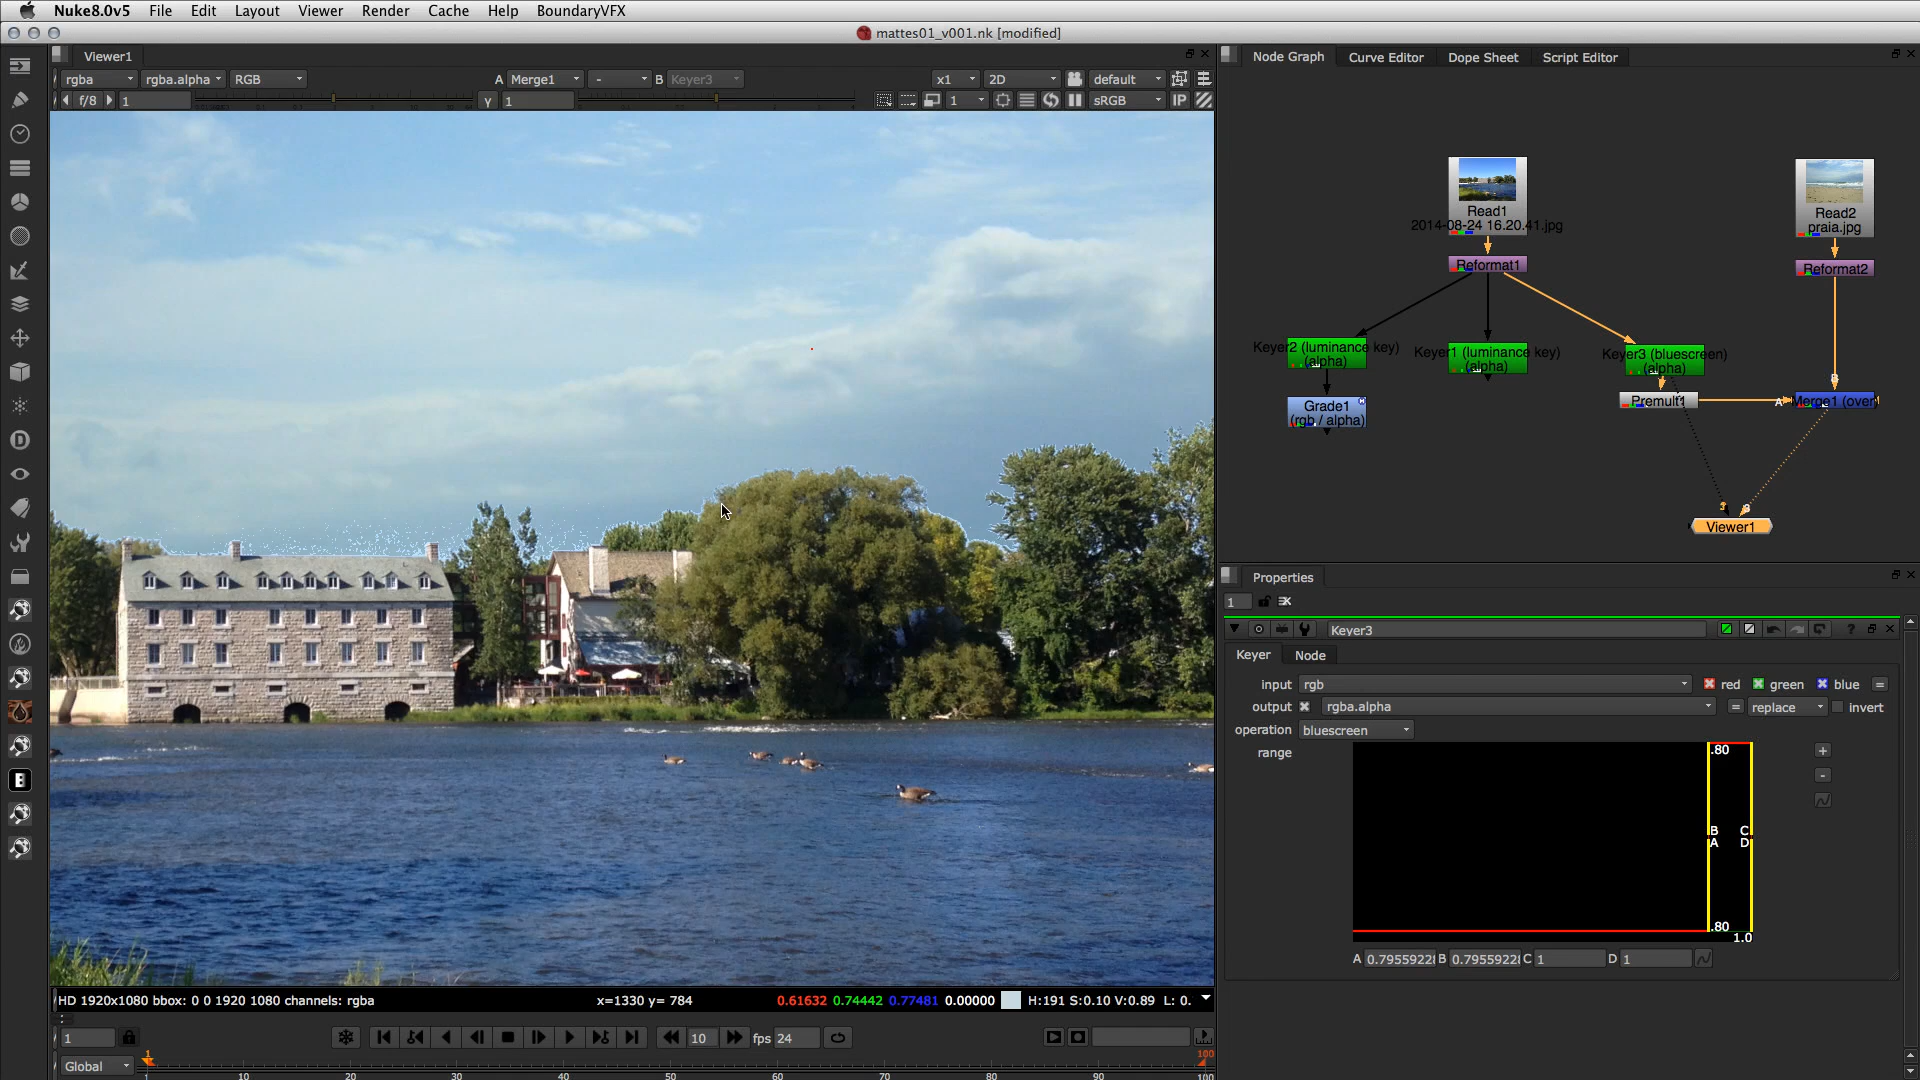 Nuke8.0v5 File Edit Layout Viewer Render Cache Help BoundaryVFX
mattes01_v001.nk [modified]
Viewer1
rgba rgba.alpha RGB A Merge1 - B Keyer3 x1 2D default
f/8 1 γ 1 1 sRGB IP
HD 1920x1080 bbox: 0 0 1920 1080 channels: rgba x=1330 y= 784 0.61632 0.74442 0.77481 0.00000 H:191 S:0.10 V:0.89 L: 0.
1 10 fps 24
Global 1 1 10 20 30 40 50 60 70 80 90 100 100
Node Graph Curve Editor Dope Sheet Script Editor
Read1
2014-08-24 16.20.41.jpg
Reformat1
Read2
praia.jpg
Reformat2
Keyer2 (luminance key)
(alpha)
Keyer1 (luminance key)
(alpha)
Keyer3 (bluescreen)
(alpha)
Grade1
(rgb / alpha)
Premult1
A
B
Merge1 (over)
Viewer1
Properties
1
Keyer3
Keyer Node
input rgb red green blue =
output rgba.alpha = replace invert
operation bluescreen
range
.80
B C
A D
.80
1.0
+
-
A 0.7955922 B 0.7955922 C 1 D 1